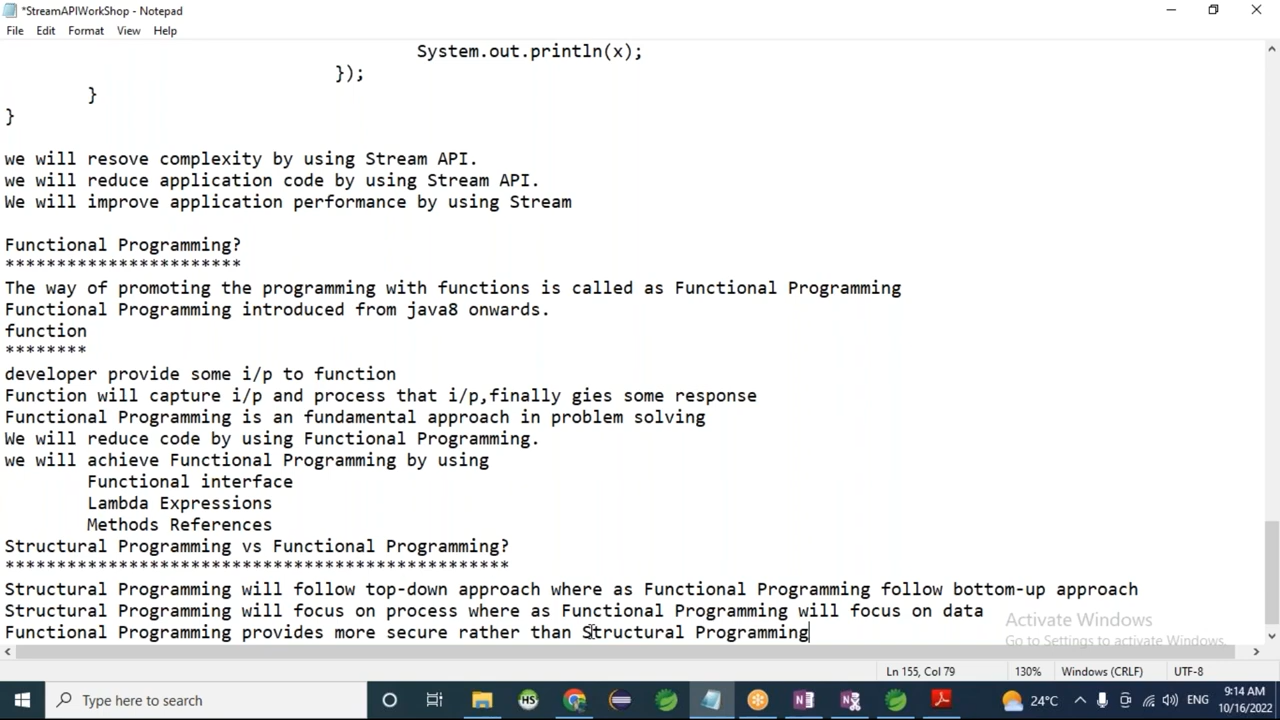 *StreamAPIWorkShop - Notepad
File Edit Format View Help
System.out.println(x);
});
}
}
we will resove complexity by using Stream API.
we will reduce application code by using Stream API.
We will improve application performance by using Stream
Functional Programming?
***********************
The way of promoting the programming with functions is called as Functional Programming
Functional Programming introduced from java8 onwards.
function
********
developer provide some i/p to function
Function will capture i/p and process that i/p,finally gies some response
Functional Programming is an fundamental approach in problem solving
We will reduce code by using Functional Programming.
we will achieve Functional Programming by using
Functional interface
Lambda Expressions
Methods References
Structural Programming vs Functional Programming?
*************************************************
Structural Programming will follow top-down approach where as Functional Programming follow bottom-up approach
Structural Programming will focus on process where as Functional Programming will focus on data
Functional Programming provides more secure rather than Structural Programming
Activate Windows
Go to Settings to activate Windows.
Ln 155, Col 79 130% Windows (CRLF) UTF-8
Type here to search
HS
24°C
ENG
9:14 AM
10/16/2022